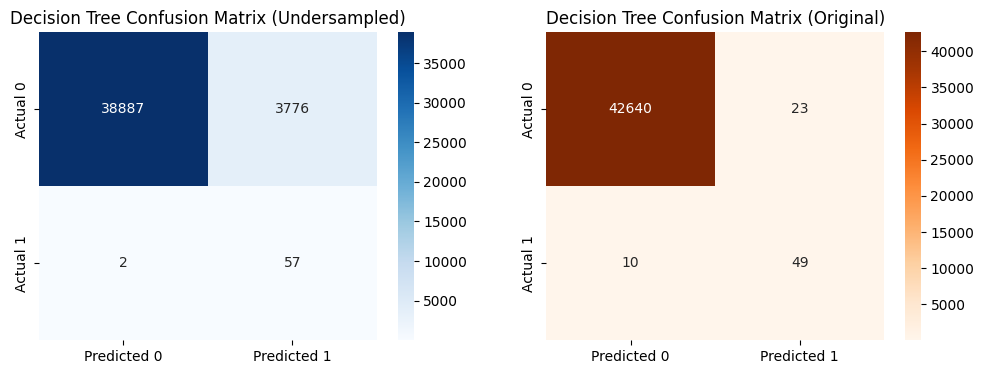 Decision Tree Confusion Matrix (Undersampled)
Actual 0
Actual 1
38887
3776
2
57
Predicted 0
Predicted 1
35000
30000
25000
20000
15000
10000
5000
Decision Tree Confusion Matrix (Original)
Actual 0
Actual 1
42640
23
10
49
Predicted 0
Predicted 1
40000
35000
30000
25000
20000
15000
10000
5000